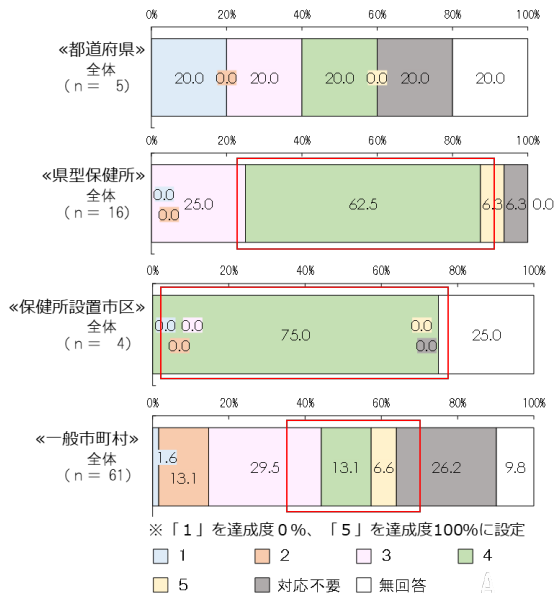 0% 20% 40% 60% 80% 100%
≪都道府県≫
全体
(n=　5)
20.0 0.0 20.0 20.0 0.0 20.0 20.0
0% 20% 40% 60% 80% 100%
≪県型保健所≫
全体
(n= 16)
0.0 0.0 25.0 62.5 6.3 6.3 0.0
0% 20% 40% 60% 80% 100%
≪保健所設置市区≫
全体
(n=　4)
0.0 0.0 0.0 75.0 0.0 0.0 25.0
0% 20% 40% 60% 80% 100%
≪一般市町村≫
全体
(n= 61)
1.6 13.1 29.5 13.1 6.6 26.2 9.8
※「1」を達成度0%、「5」を達成度100%に設定
1 2 3 4
5 対応不要 無回答